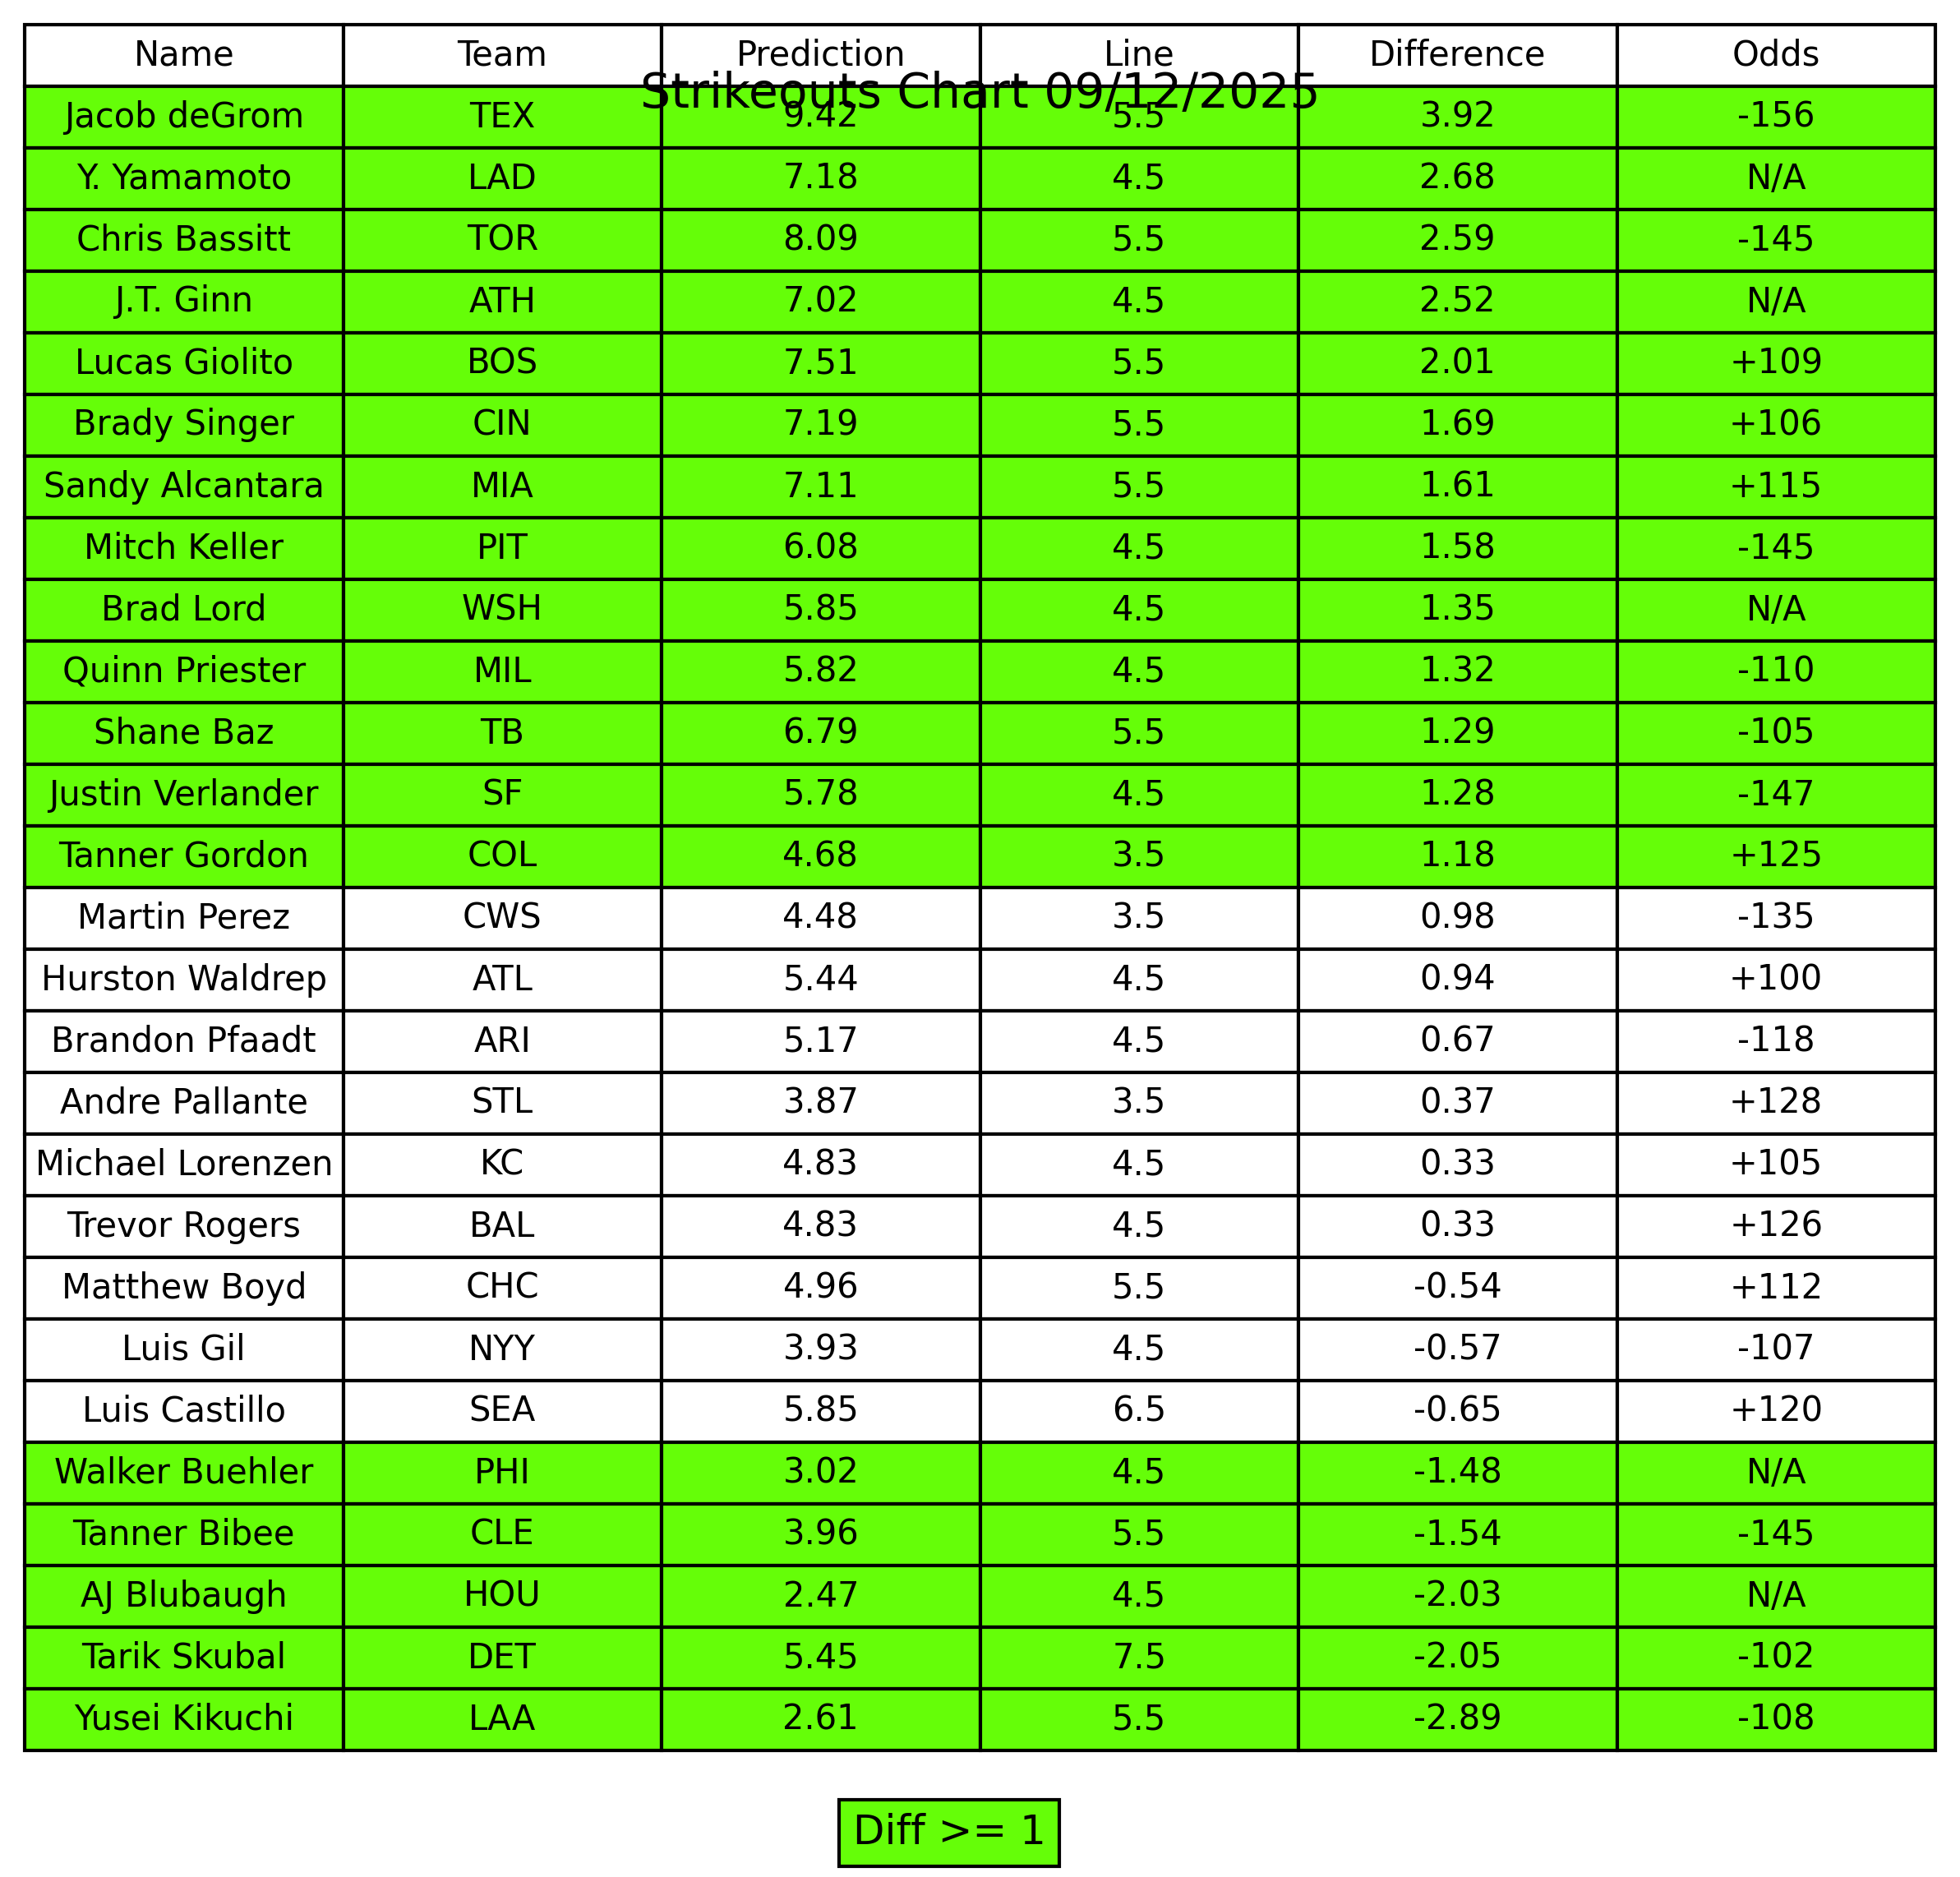 Name Team Prediction Line Difference Odds
Strikeouts Chart 09/12/2025
Jacob deGrom TEX 9.42 5.5 3.92 -156
Y. Yamamoto LAD 7.18 4.5 2.68 N/A
Chris Bassitt TOR 8.09 5.5 2.59 -145
J.T. Ginn ATH 7.02 4.5 2.52 N/A
Lucas Giolito BOS 7.51 5.5 2.01 +109
Brady Singer CIN 7.19 5.5 1.69 +106
Sandy Alcantara MIA 7.11 5.5 1.61 +115
Mitch Keller PIT 6.08 4.5 1.58 -145
Brad Lord WSH 5.85 4.5 1.35 N/A
Quinn Priester MIL 5.82 4.5 1.32 -110
Shane Baz TB 6.79 5.5 1.29 -105
Justin Verlander SF 5.78 4.5 1.28 -147
Tanner Gordon COL 4.68 3.5 1.18 +125
Martin Perez CWS 4.48 3.5 0.98 -135
Hurston Waldrep ATL 5.44 4.5 0.94 +100
Brandon Pfaadt ARI 5.17 4.5 0.67 -118
Andre Pallante STL 3.87 3.5 0.37 +128
Michael Lorenzen KC 4.83 4.5 0.33 +105
Trevor Rogers BAL 4.83 4.5 0.33 +126
Matthew Boyd CHC 4.96 5.5 -0.54 +112
Luis Gil NYY 3.93 4.5 -0.57 -107
Luis Castillo SEA 5.85 6.5 -0.65 +120
Walker Buehler PHI 3.02 4.5 -1.48 N/A
Tanner Bibee CLE 3.96 5.5 -1.54 -145
AJ Blubaugh HOU 2.47 4.5 -2.03 N/A
Tarik Skubal DET 5.45 7.5 -2.05 -102
Yusei Kikuchi LAA 2.61 5.5 -2.89 -108
Diff >= 1